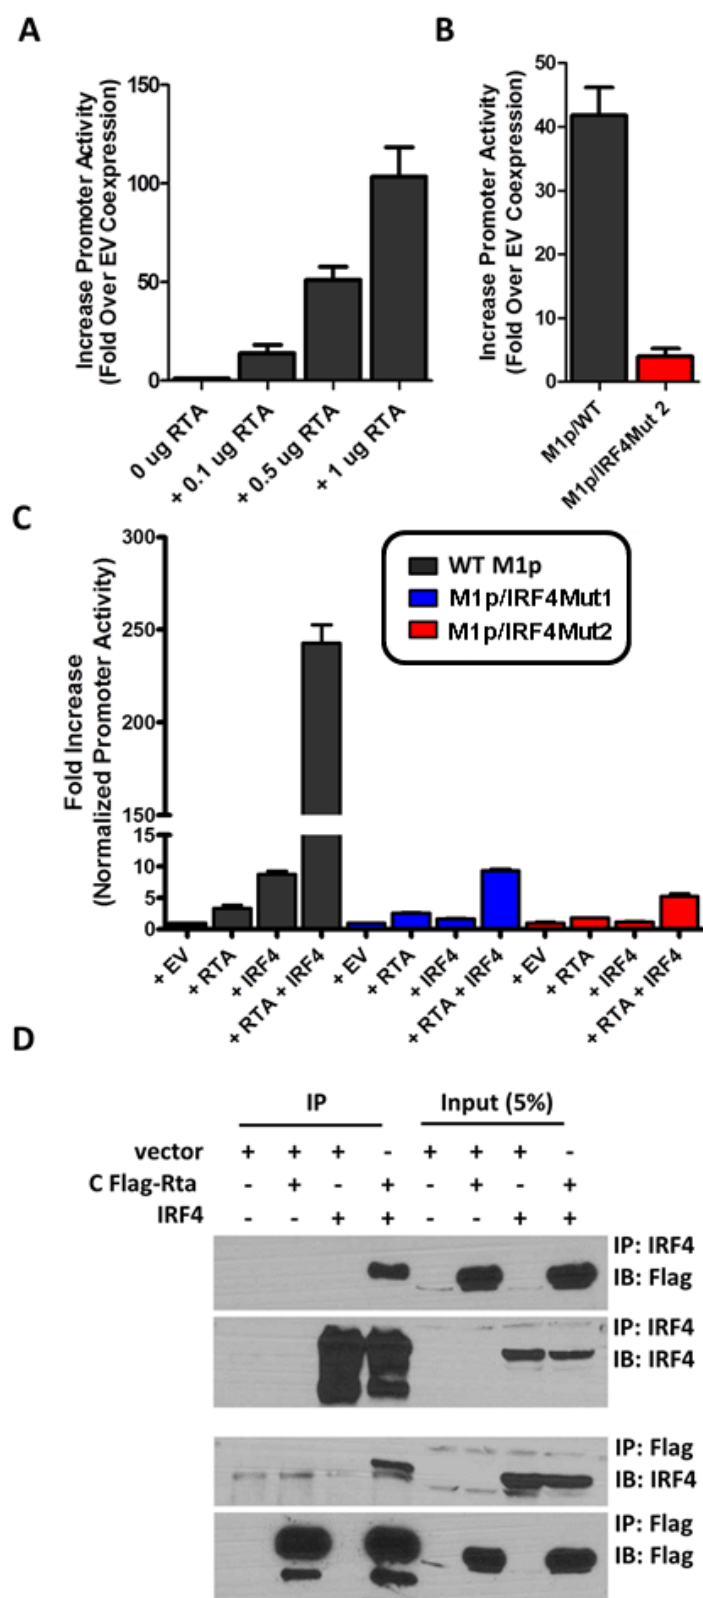 A
Increase Promoter Activity
(Fold Over EV Coexpression)
150
100
50
0
0 ug RTA
+ 0.1 ug RTA
+ 0.5 ug RTA
+ 1 ug RTA
B
Increase Promoter Activity
(Fold Over EV Coexpression)
50
40
30
20
10
0
M1p/WT
M1p/IRF4Mut 2
C
Fold Increase
(Normalized Promoter Activity)
300
250
200
150
15
10
5
0
WT M1p
M1p/IRF4Mut1
M1p/IRF4Mut2
+ EV
+ RTA
+ IRF4
+ RTA + IRF4
+ EV
+ RTA
+ IRF4
+ RTA + IRF4
+ EV
+ RTA
+ IRF4
+ RTA + IRF4
D
IP Input (5%)
vector + + + - + + + -
C Flag-Rta - + - + - + - +
IRF4 - - + + - - + +
IP: IRF4
IB: Flag
IP: IRF4
IB: IRF4
IP: Flag
IB: IRF4
IP: Flag
IB: Flag